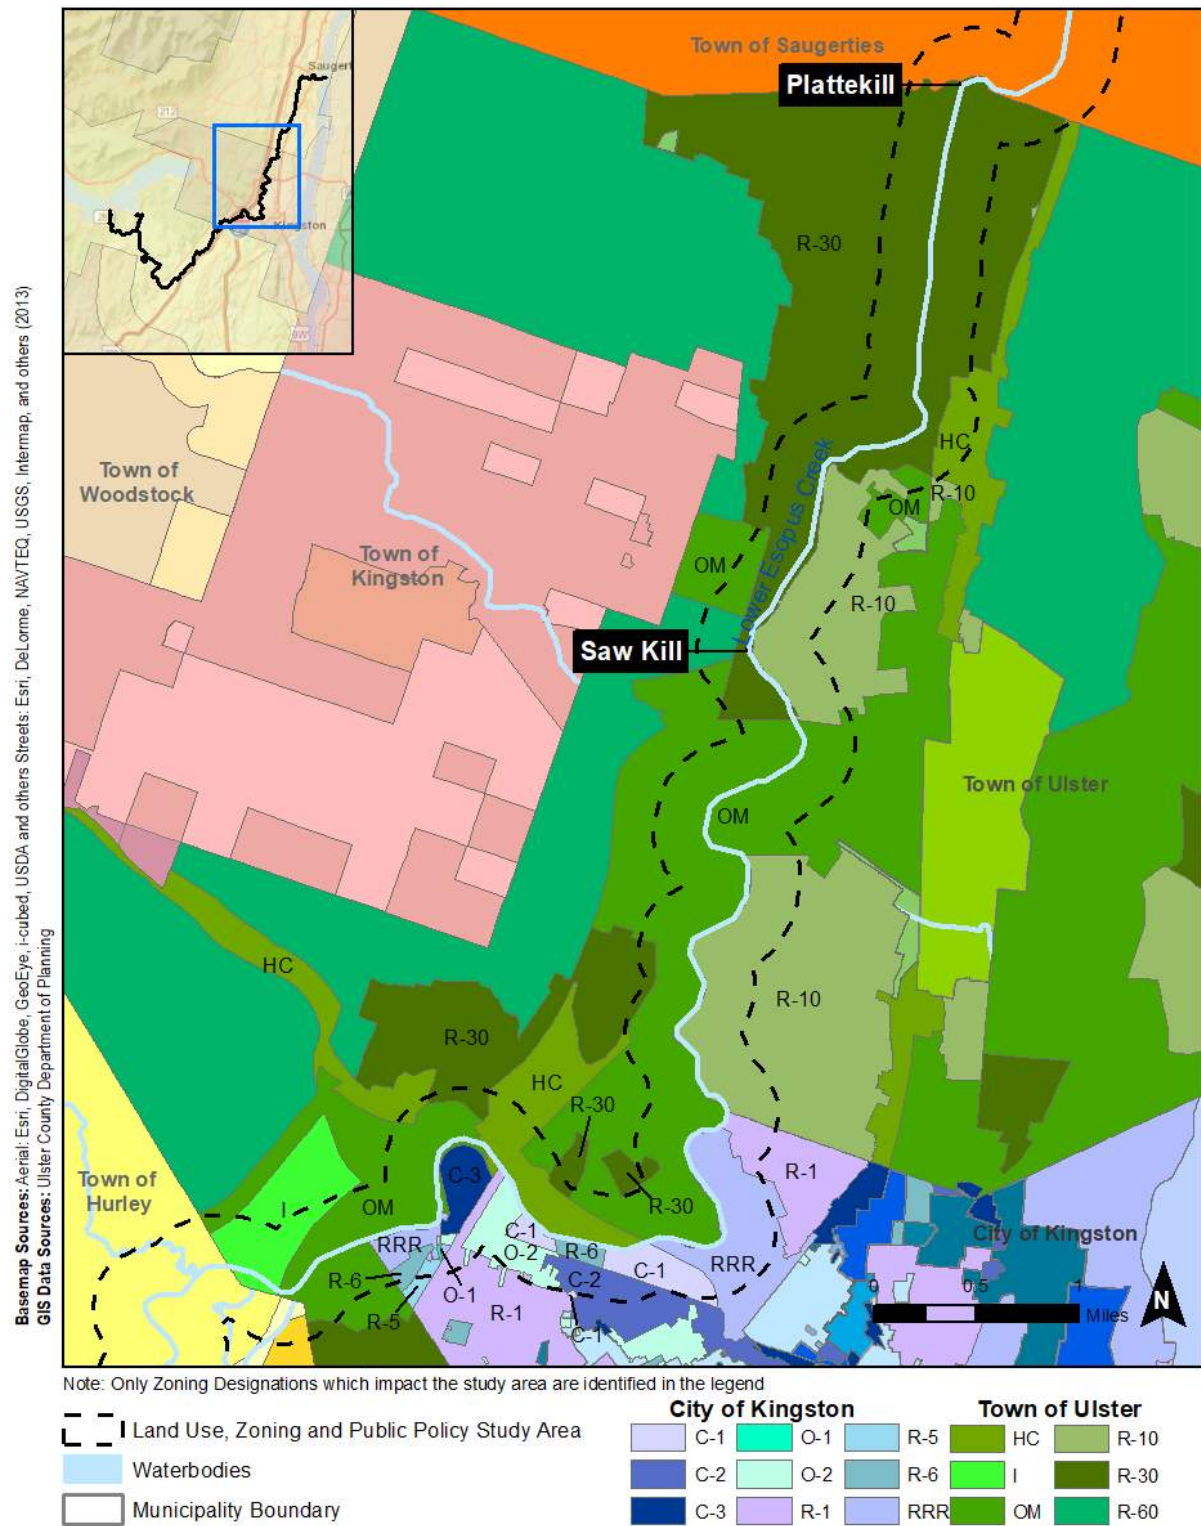 Town of Saugerties
Plattekill
Saugert
212
Kingston
9W
R-30
Town of
Woodstock
HC
R-10
OM
Lower Esopus Creek
Town of
Kingston
OM
R-10
Saw Kill
Town of Ulster
OM
HC
R-10
R-30
HC
R-30
R-1
C-3
R-30
Town of
Hurley
I
OM
City of Kingston
C-1
O-2
R-6
RRR
C-1
RRR
R-6
C-2
O-1
R-1
R-5
C-1
0
0.5
1
Miles
N
Basemap Sources: Aerial: Esri, DigitalGlobe, GeoEye, i-cubed, USDA and others Streets: Esri, DeLorme, NAVTEQ, USGS, Intermap, and others (2013)
GIS Data Sources: Ulster County Department of Planning
Note: Only Zoning Designations which impact the study area are identified in the legend
Land Use, Zoning and Public Policy Study Area
Waterbodies
Municipality Boundary
City of Kingston
C-1
O-1
R-5
C-2
O-2
R-6
C-3
R-1
RRR
Town of Ulster
HC
R-10
I
R-30
OM
R-60